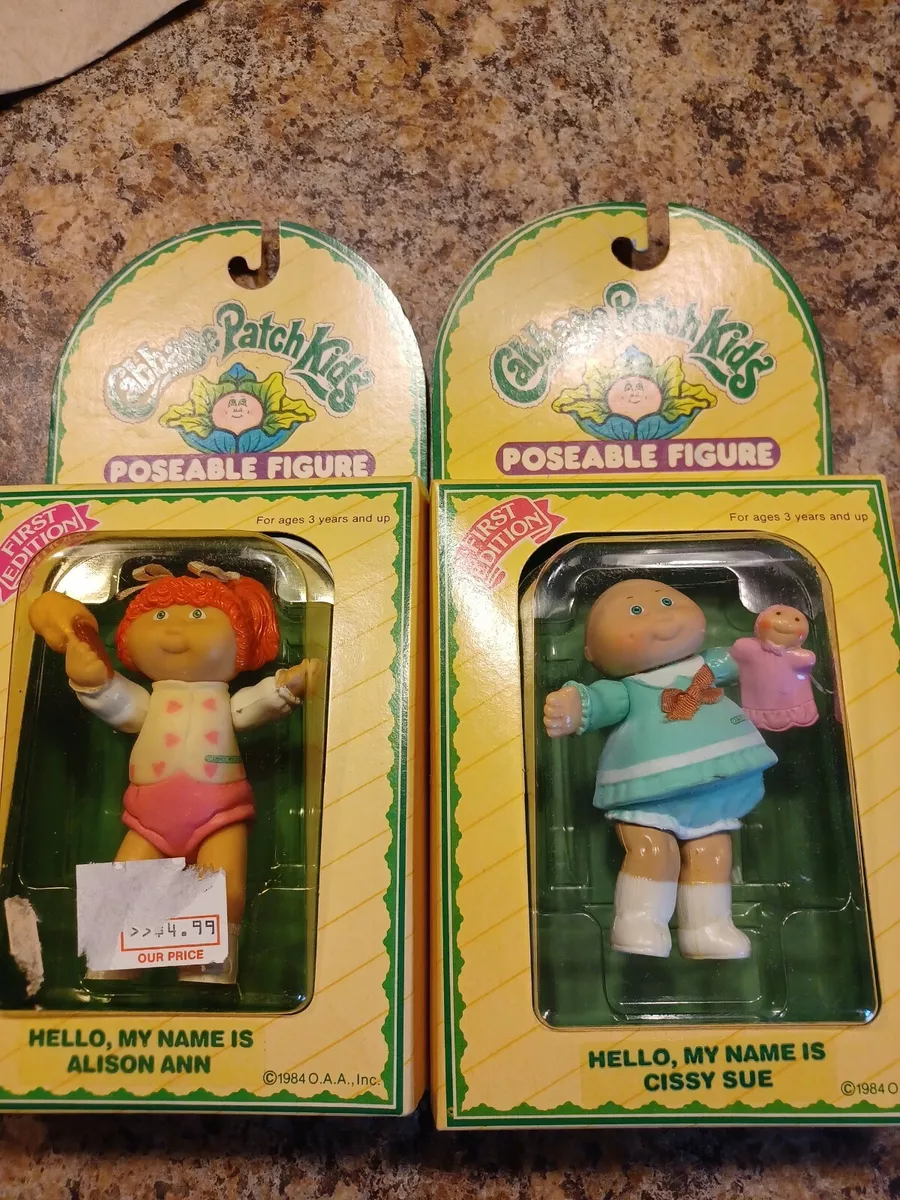 Cabbage Patch Kids
POSEABLE FIGURE
FIRST
EDITION
For ages 3 years and up
>>$4.99
OUR PRICE
HELLO, MY NAME IS
ALISON ANN
©1984 O.A.A., Inc.
Cabbage Patch Kids
POSEABLE FIGURE
FIRST
EDITION
For ages 3 years and up
HELLO, MY NAME IS
CISSY SUE
©1984 O